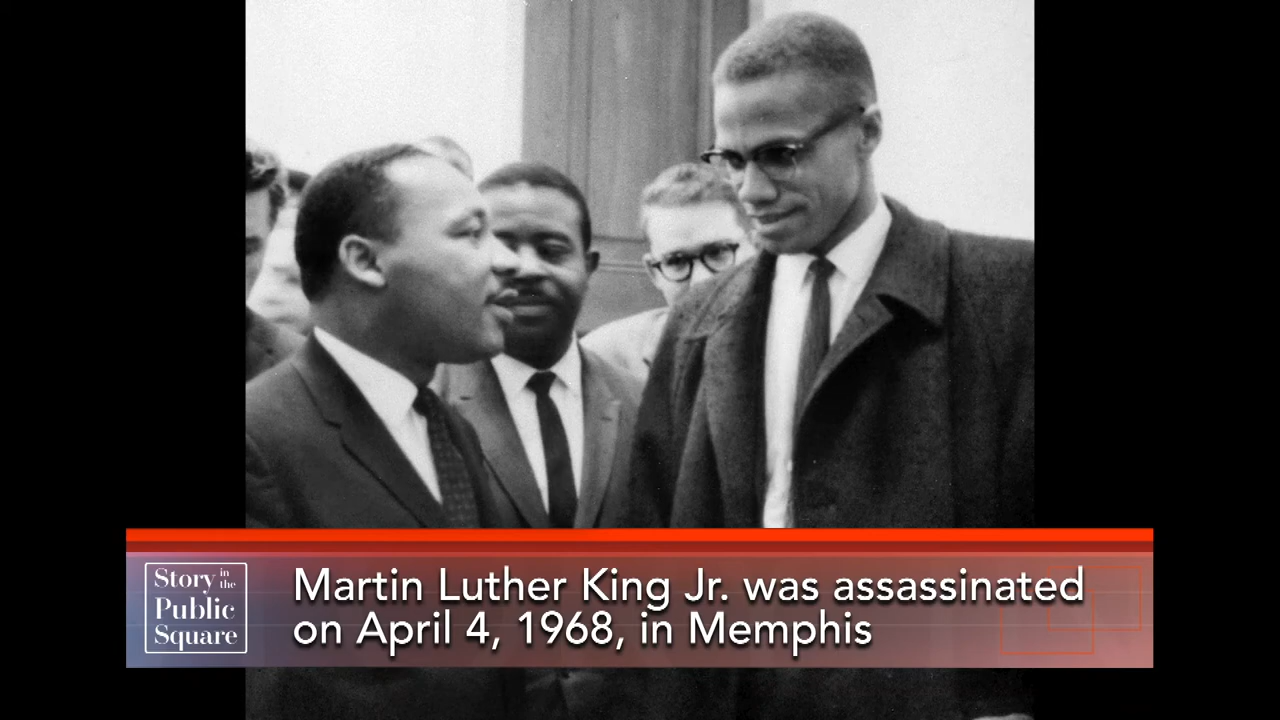 Story in the
Public
Square
Martin Luther King Jr. was assassinated
on April 4, 1968, in Memphis